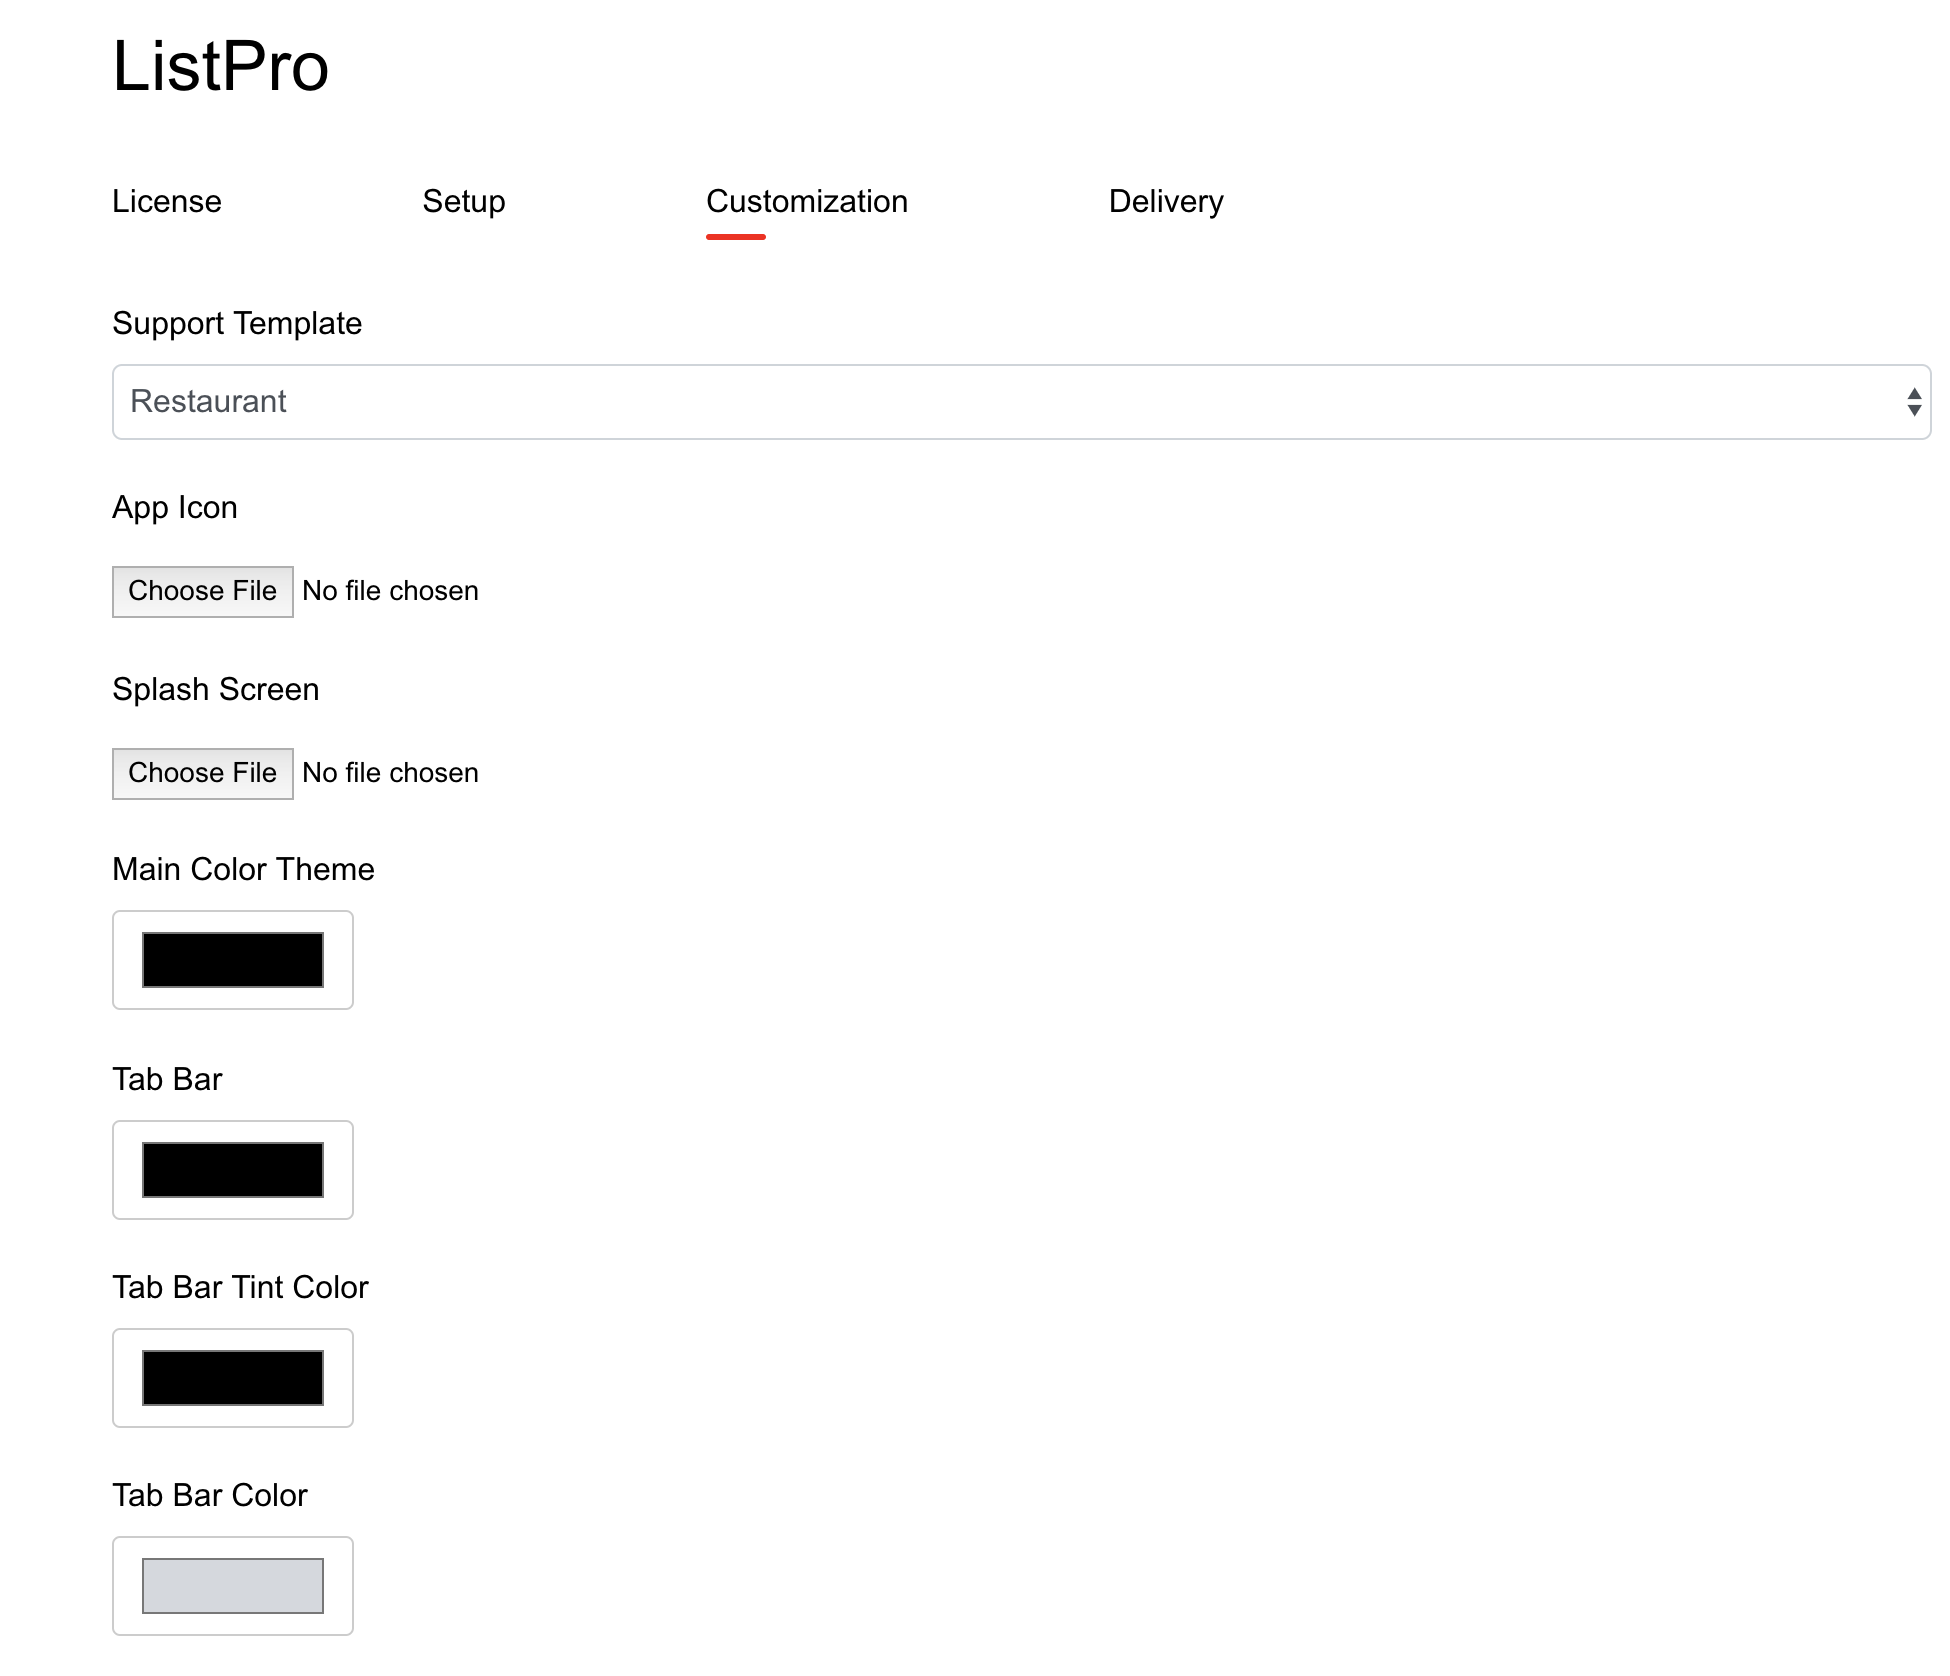 ListPro
License Setup Customization Delivery
Support Template
Restaurant
App Icon
Choose File No file chosen
Splash Screen
Choose File No file chosen
Main Color Theme
Tab Bar
Tab Bar Tint Color
Tab Bar Color